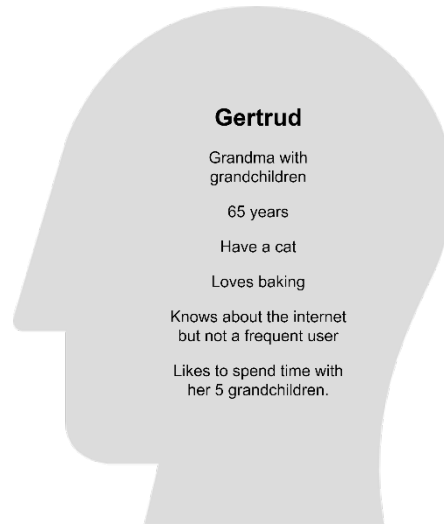 Gertrud
Grandma with
grandchildren
65 years
Have a cat
Loves baking
Knows about the internet
but not a frequent user
Likes to spend time with
her 5 grandchildren.